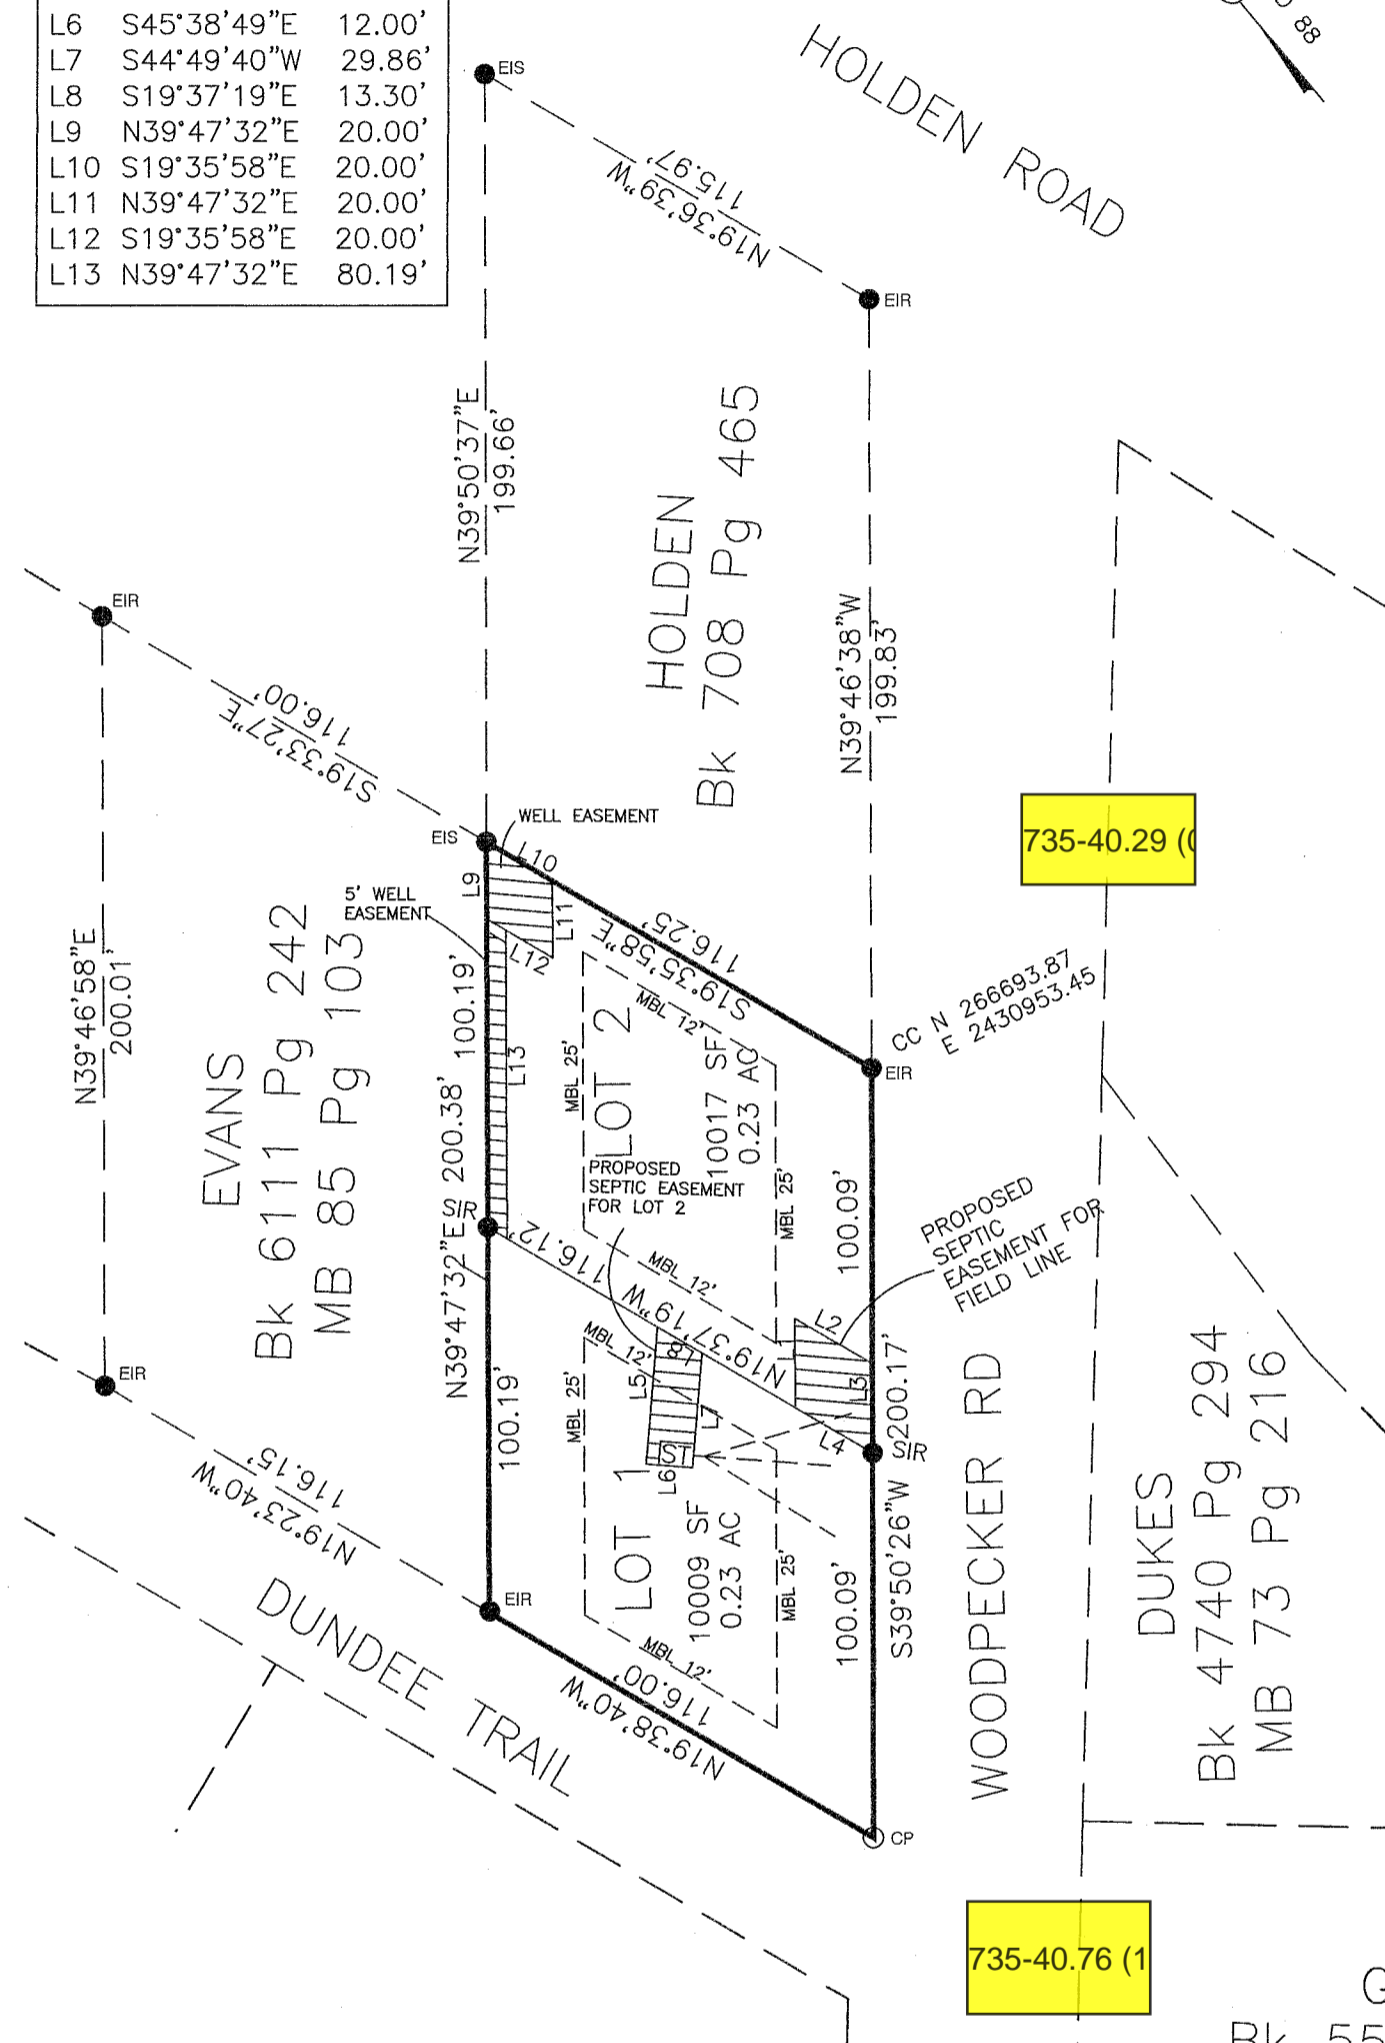 L6 S45°38'49"E 12.00'
L7 S44°49'40"W 29.86'
L8 S19°37'19"E 13.30'
L9 N39°47'32"E 20.00'
L10 S19°35'58"E 20.00'
L11 N39°47'32"E 20.00'
L12 S19°35'58"E 20.00'
L13 N39°47'32"E 80.19'
88
HOLDEN ROAD
EIS
N19°36'39"W
115.97'
EIR
N39°50'37"E
199.66'
HOLDEN
Bk 708 Pg 465
N39°46'38"W
199.83'
EIR
S19°33'27"E
116.00'
735-40.29 (
EIS
WELL EASEMENT
L10
L9
L11
L12
5' WELL
EASEMENT
S19°35'58"E
116.25'
CC N 266693.87
E 2430953.45
EIR
N39°46'58"E
200.01'
EVANS
Bk 6111 Pg 242
MB 85 Pg 103
100.19'
L13
N39°47'32"E 200.38'
MBL 12'
MBL 25'
LOT 2
10017 SF
0.23 AC
MBL 25'
100.09'
PROPOSED
SEPTIC EASEMENT
FOR LOT 2
PROPOSED
SEPTIC
EASEMENT FOR
FIELD LINE
SIR
MBL 12'
N19°37'19"W 116.12'
L2
L3
L4
MBL 12'
L8
L5
L7
L6
ST
SIR
S39°50'26"W 200.17'
EIR
100.19'
MBL 25'
LOT 1
10009 SF
0.23 AC
MBL 25'
100.09'
MBL 12'
N19°23'40"W
116.15'
EIR
N19°38'40"W
116.00'
CP
DUNDEE TRAIL
WOODPECKER RD
DUKES
Bk 4740 Pg 294
MB 73 Pg 216
735-40.76 (1
Bk 55